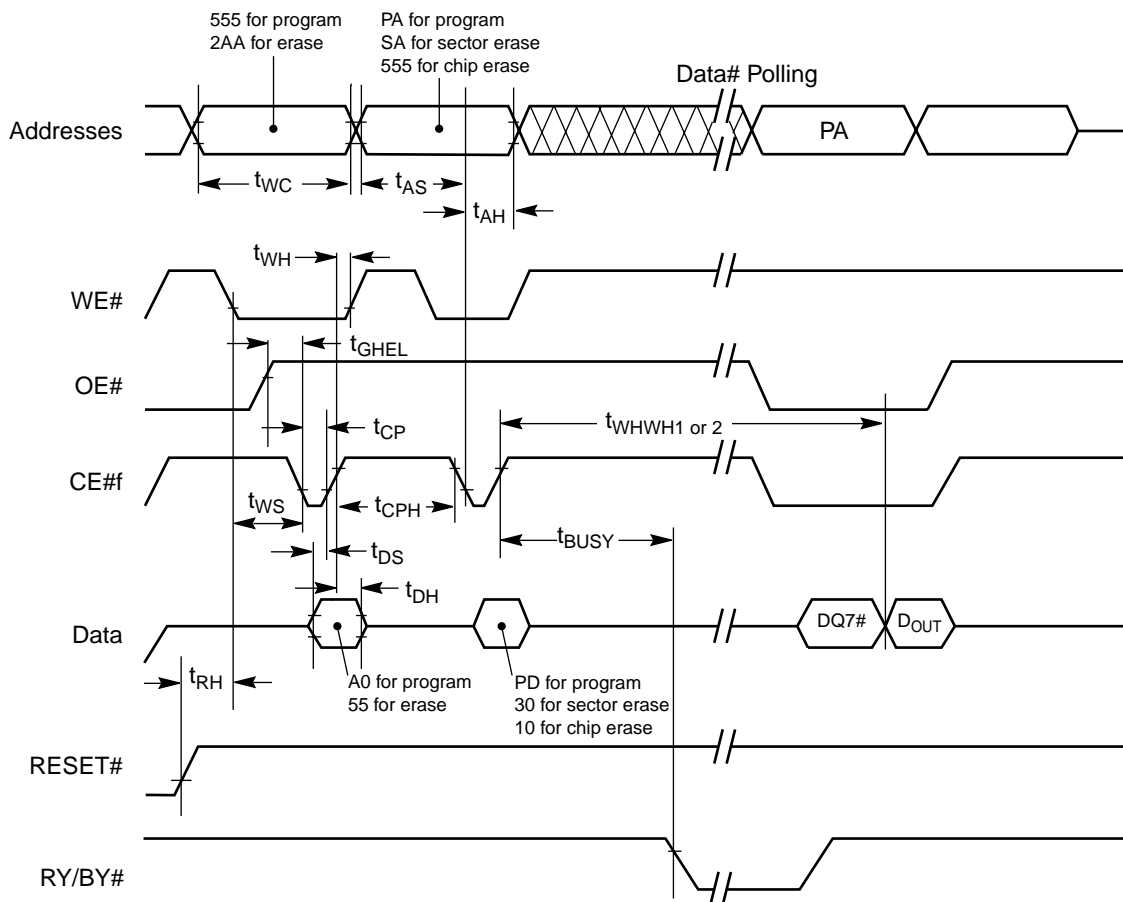 555 for program
2AA for erase
PA for program
SA for sector erase
555 for chip erase
Data# Polling
Addresses
PA
tWC
tAS
tAH
tWH
WE#
tGHEL
OE#
tWHWH1 or 2
tCP
CE#f
tWS
tCPH
tBUSY
tDS
tDH
Data
DQ7#
DOUT
tRH
A0 for program
55 for erase
PD for program
30 for sector erase
10 for chip erase
RESET#
RY/BY#